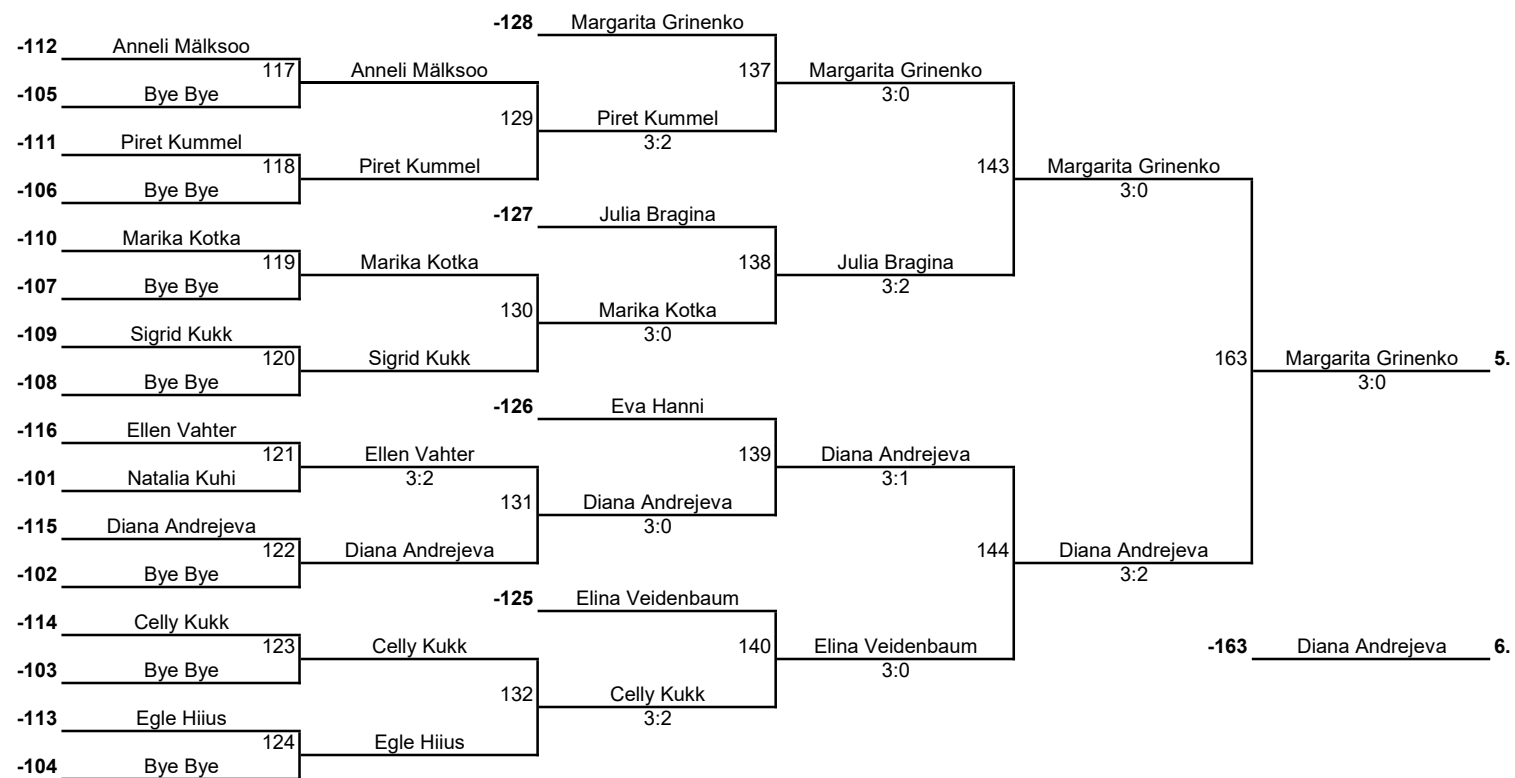 -128 Margarita Grinenko
-112 Anneli Mälksoo
117 Anneli Mälksoo 137 Margarita Grinenko
-105 Bye Bye 3:0
129 Piret Kummel
-111 Piret Kummel 3:2
118 Piret Kummel 143 Margarita Grinenko
-106 Bye Bye 3:0
-127 Julia Bragina
-110 Marika Kotka
119 Marika Kotka 138 Julia Bragina
-107 Bye Bye 3:2
130 Marika Kotka
-109 Sigrid Kukk 3:0
120 Sigrid Kukk 163 Margarita Grinenko 5.
-108 Bye Bye 3:0
-126 Eva Hanni
-116 Ellen Vahter
121 Ellen Vahter 139 Diana Andrejeva
-101 Natalia Kuhi 3:2 3:1
131 Diana Andrejeva
-115 Diana Andrejeva 3:0
122 Diana Andrejeva 144 Diana Andrejeva
-102 Bye Bye 3:2
-125 Elina Veidenbaum
-114 Celly Kukk
123 Celly Kukk 140 Elina Veidenbaum -163 Diana Andrejeva 6.
-103 Bye Bye 3:0
132 Celly Kukk
-113 Egle Hiius 3:2
124 Egle Hiius
-104 Bye Bye